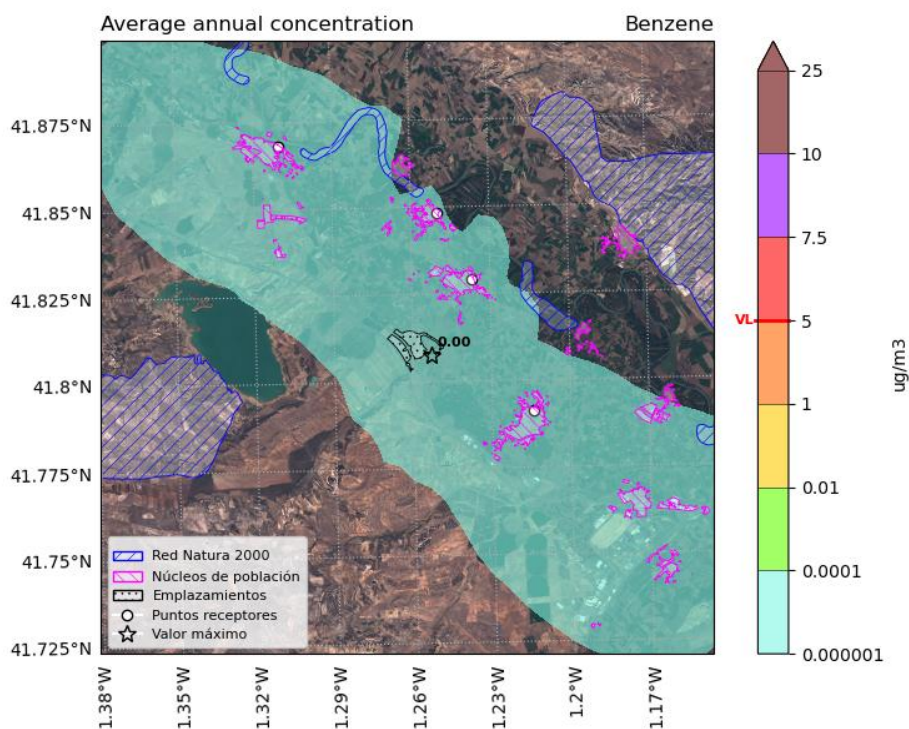 Average annual concentration
Benzene
41.875°N
41.85°N
41.825°N
41.8°N
41.775°N
41.75°N
41.725°N
0.00
Red Natura 2000
Núcleos de población
Emplazamientos
Puntos receptores
Valor máximo
1.38°W
1.35°W
1.32°W
1.29°W
1.26°W
1.23°W
1.2°W
1.17°W
25
10
7.5
VL
5
1
0.01
0.0001
0.000001
ug/m3